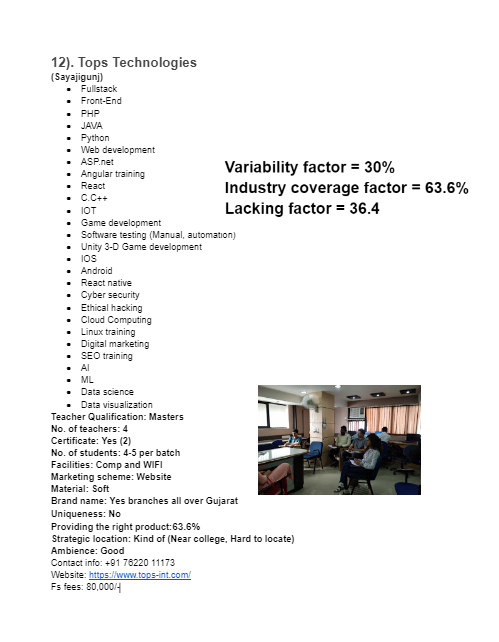 12). Tops Technologies
(Sayajigunj)
Fullstack
Front-End
PHP
JAVA
Python
Web development
ASP.net
Angular training
React
C.C++
IOT
Game development
Software testing (Manual, automation)
Unity 3-D Game development
IOS
Android
React native
Cyber security
Ethical hacking
Cloud Computing
Linux training
Digital marketing
SEO training
AI
ML
Data science
Data visualization
Variability factor = 30%
Industry coverage factor = 63.6%
Lacking factor = 36.4
Teacher Qualification: Masters
No. of teachers: 4
Certificate: Yes (2)
No. of students: 4-5 per batch
Facilities: Comp and WIFI
Marketing scheme: Website
Material: Soft
Brand name: Yes branches all over Gujarat
Uniqueness: No
Providing the right product:63.6%
Strategic location: Kind of (Near college, Hard to locate)
Ambience: Good
Contact info: +91 76220 11173
Website: https://www.tops-int.com/
Fs fees: 80,000/-